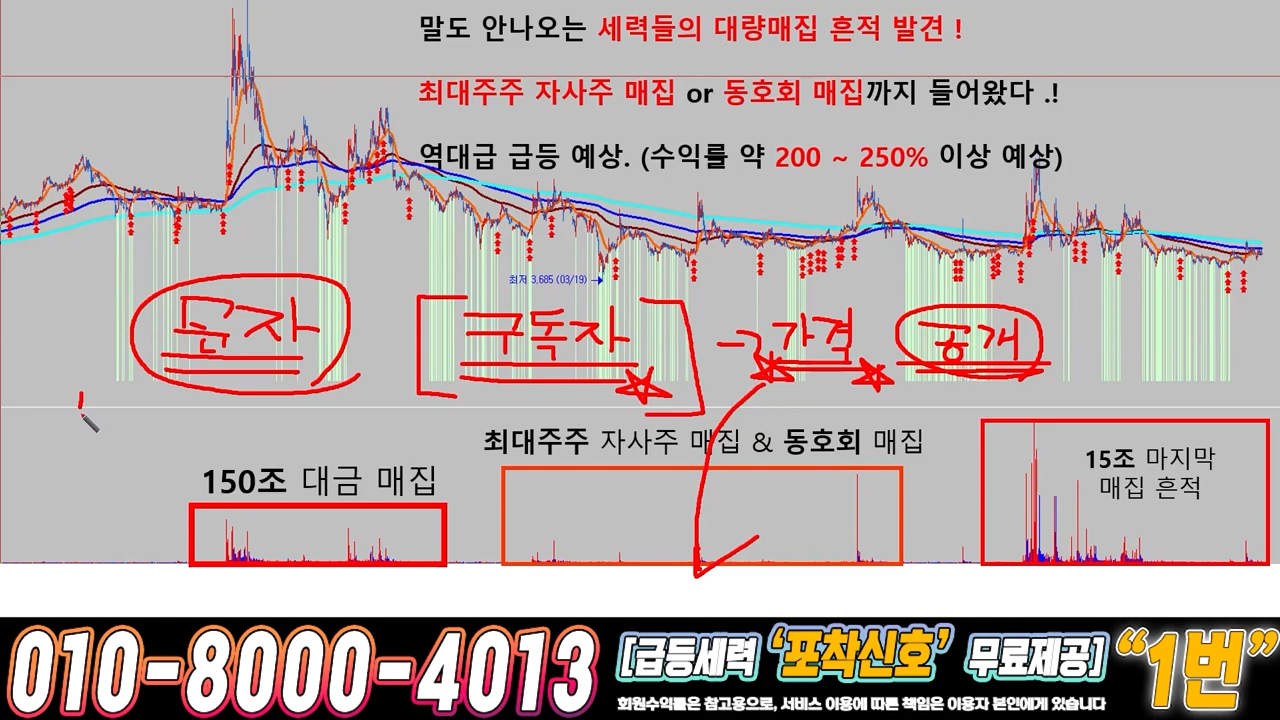 말도 안나오는 세력들의 대량매집 흔적 발견 !
최대주주 자사주 매집 or 동호회 매집까지 들어왔다 .!
역대급 급등 예상. (수익률 약 200 ~ 250% 이상 예상)
최저 3,685 (03/19)
문자 구독자 가격 공개
최대주주 자사주 매집 & 동호회 매집
150조 대금 매집
15조 마지막
매집 흔적
010-8000-4013
[급등세력 ‘포착신호’ 무료제공] “1번”
회원수익률은 참고용으로, 서비스 이용에 따른 책임은 이용자 본인에게 있습니다